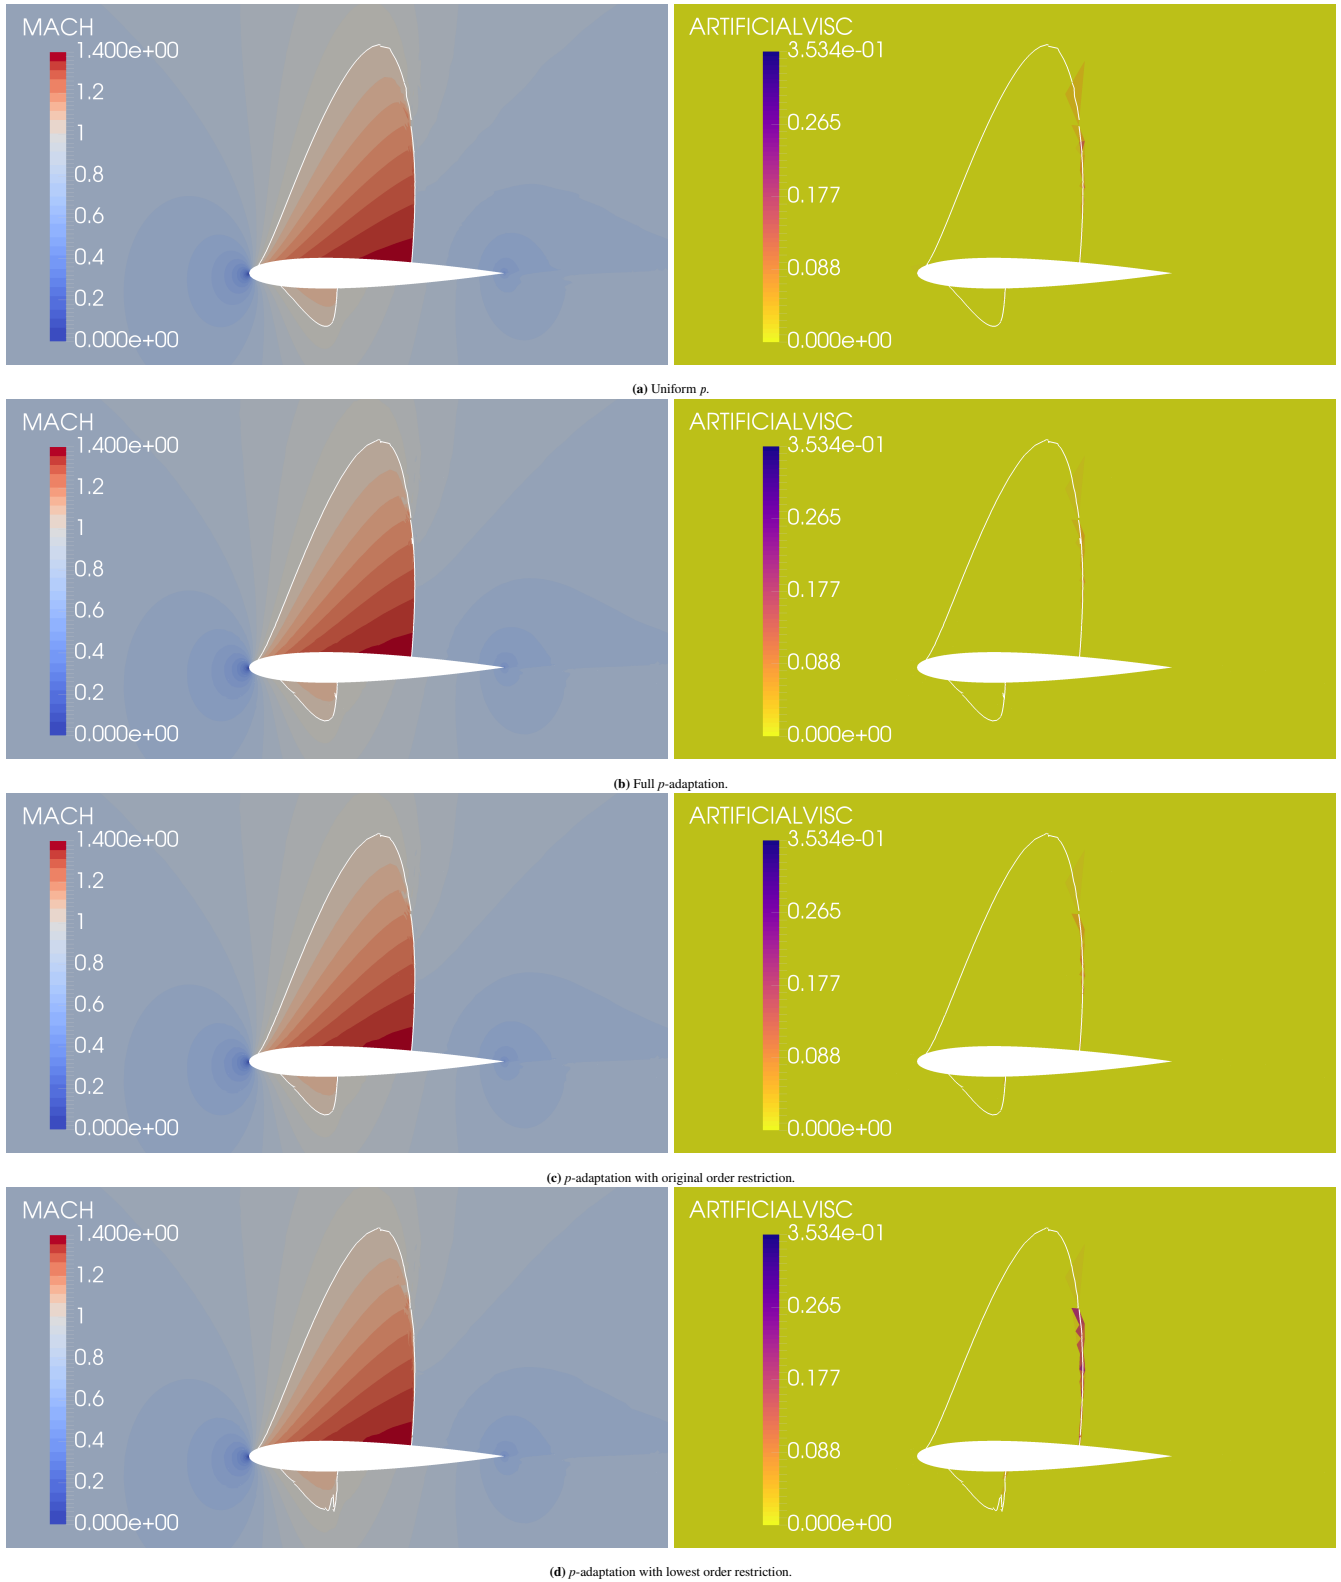 MACH
1.400e+00
1.2
1
0.8
0.6
0.4
0.2
0.000e+00
ARTIFICIALVISC
3.534e-01
0.265
0.177
0.088
0.000e+00
(a) Uniform p.
MACH
1.400e+00
1.2
1
0.8
0.6
0.4
0.2
0.000e+00
ARTIFICIALVISC
3.534e-01
0.265
0.177
0.088
0.000e+00
(b) Full p-adaptation.
MACH
1.400e+00
1.2
1
0.8
0.6
0.4
0.2
0.000e+00
ARTIFICIALVISC
3.534e-01
0.265
0.177
0.088
0.000e+00
(c) p-adaptation with original order restriction.
MACH
1.400e+00
1.2
1
0.8
0.6
0.4
0.2
0.000e+00
ARTIFICIALVISC
3.534e-01
0.265
0.177
0.088
0.000e+00
(d) p-adaptation with lowest order restriction.